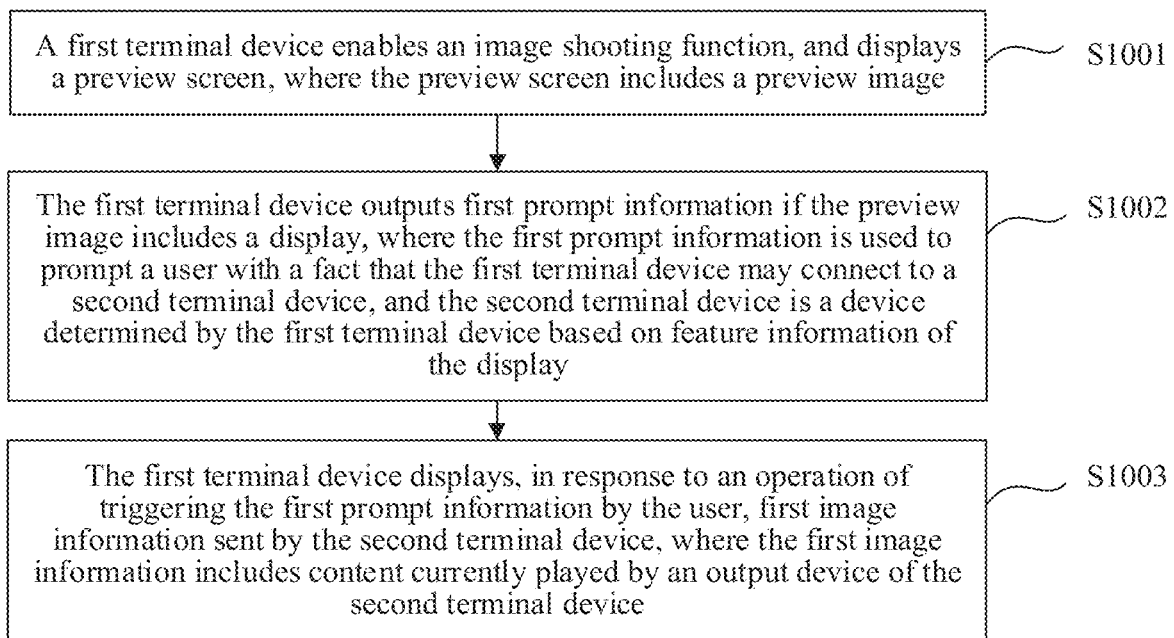 A first terminal device enables an image shooting function, and displays
a preview screen, where the preview screen includes a preview image
S1001
The first terminal device outputs first prompt information if the preview
image includes a display, where the first prompt information is used to
prompt a user with a fact that the first terminal device may connect to a
second terminal device, and the second terminal device is a device
determined by the first terminal device based on feature information of
the display
S1002
The first terminal device displays, in response to an operation of
triggering the first prompt information by the user, first image
information sent by the second terminal device, where the first image
information includes content currently played by an output device of the
second terminal device
S1003